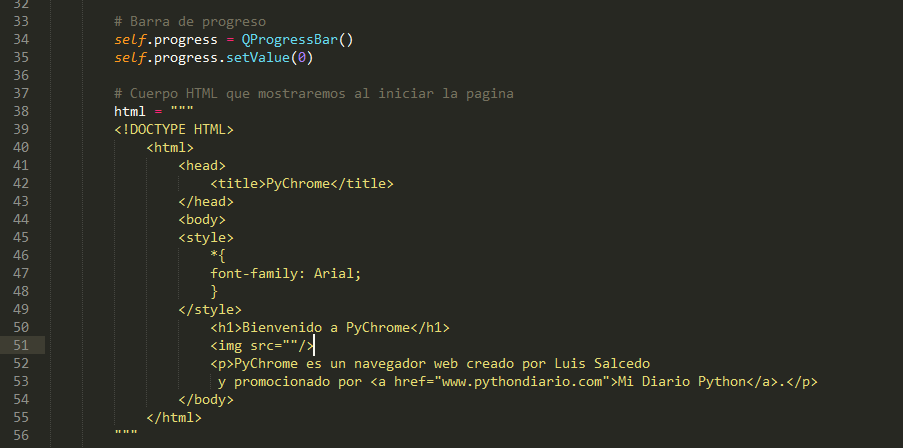 32
33 # Barra de progreso
34 self.progress = QProgressBar()
35 self.progress.setValue(0)
36
37 # Cuerpo HTML que mostraremos al iniciar la pagina
38 html = """
39 <!DOCTYPE HTML>
40 <html>
41 <head>
42 <title>PyChrome</title>
43 </head>
44 <body>
45 <style>
46 *{
47 font-family: Arial;
48 }
49 </style>
50 <h1>Bienvenido a PyChrome</h1>
51 <img src=""/>
52 <p>PyChrome es un navegador web creado por Luis Salcedo
53 y promocionado por <a href="www.pythondiario.com">Mi Diario Python</a>.</p>
54 </body>
55 </html>
56 """